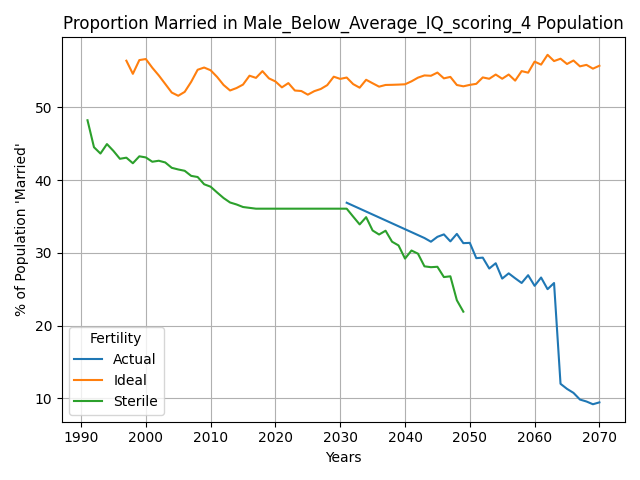 Proportion Married in Male_Below_Average_IQ_scoring_4 Population
% of Population 'Married'
50
40
30
20
10
Fertility
Actual
Ideal
Sterile
1990 2000 2010 2020 2030 2040 2050 2060 2070
Years